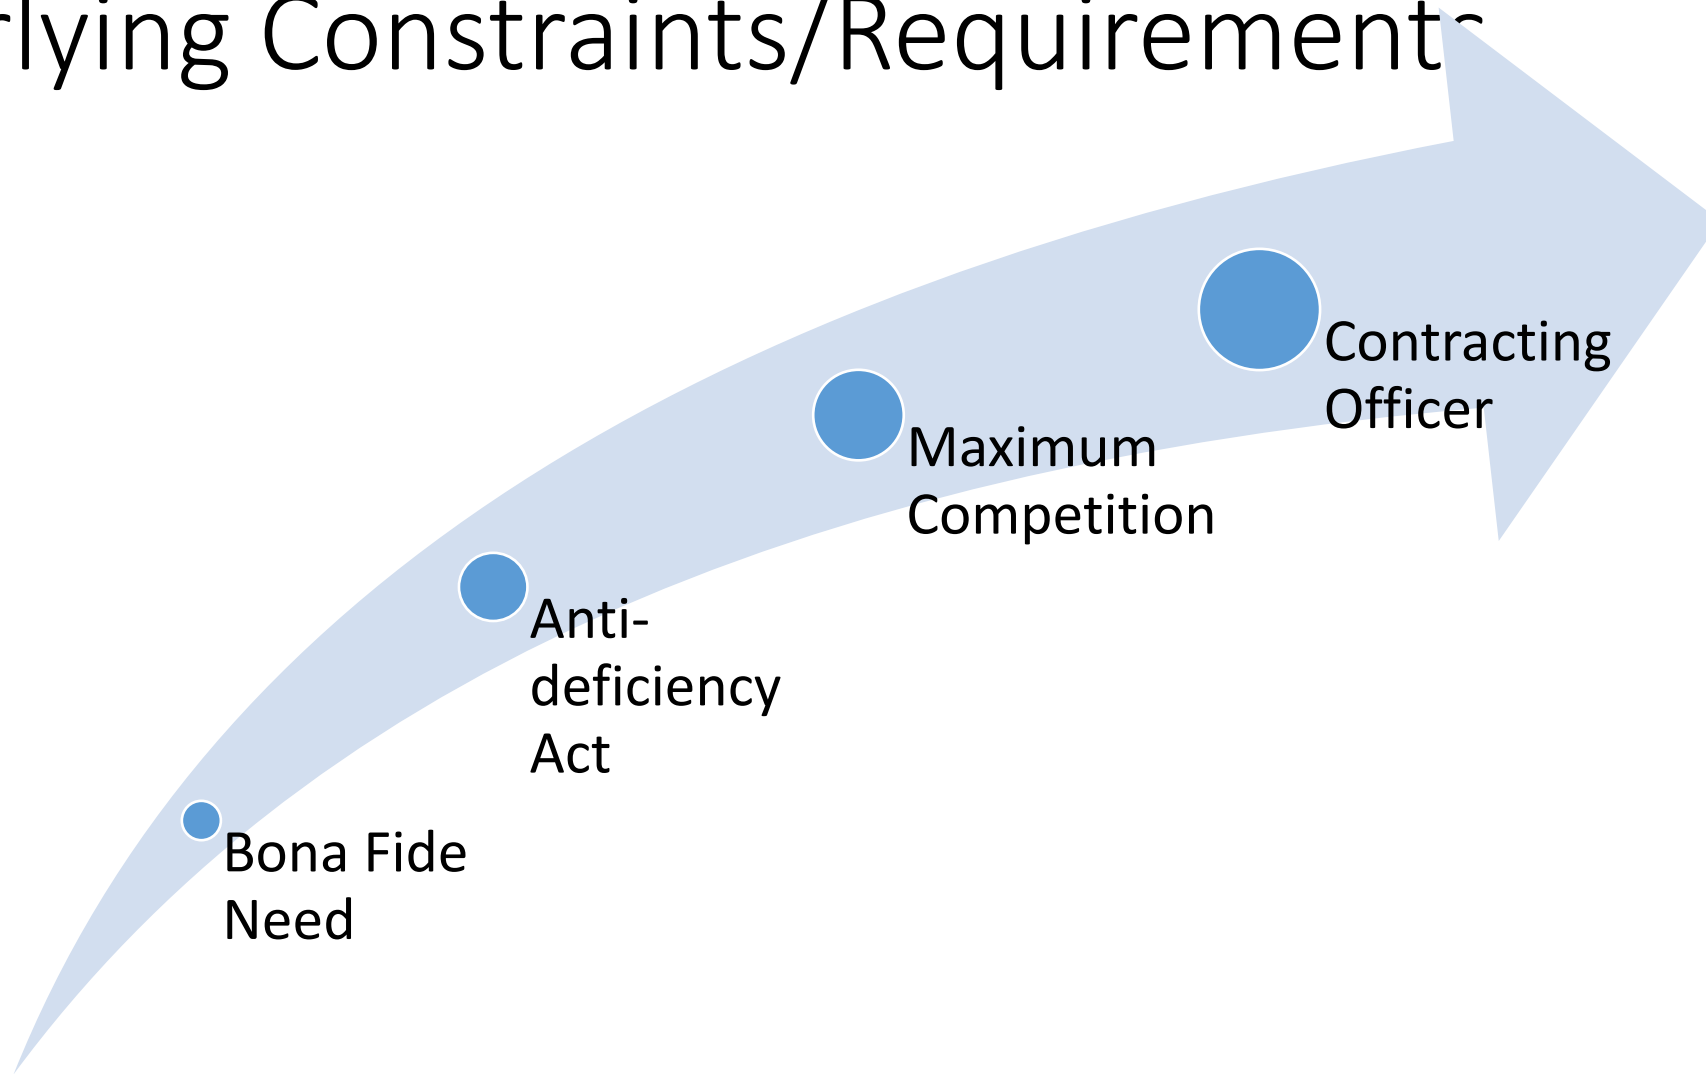 rlying Constraints/Requirements
Bona Fide
Need
Anti-
deficiency
Act
Maximum
Competition
Contracting
Officer